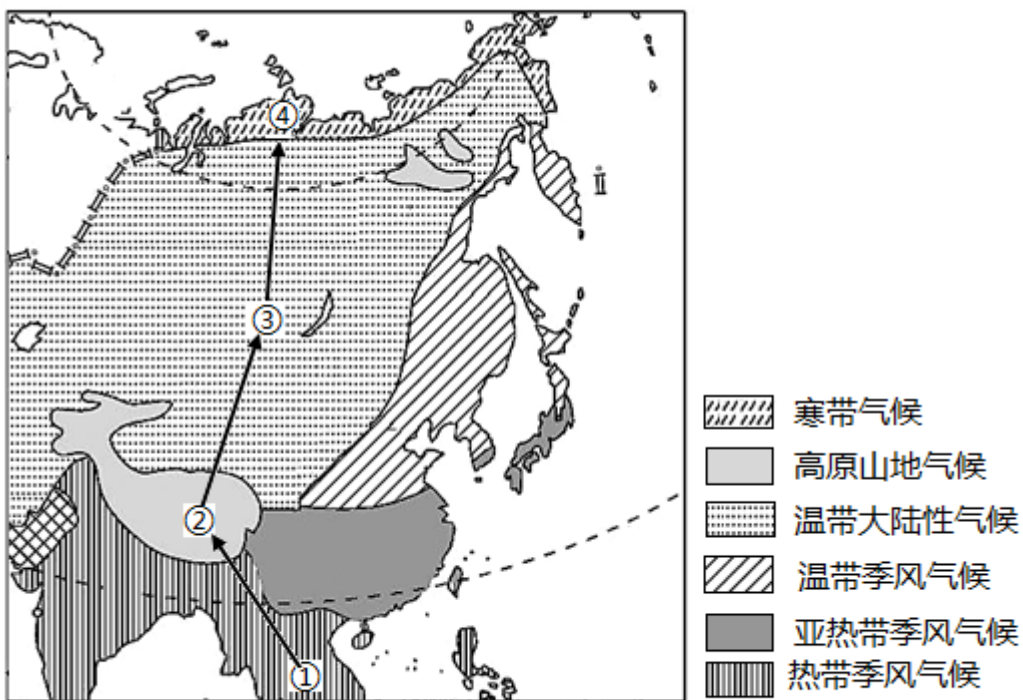 ④
③
②
①
寒带气候
高原山地气候
温带大陆性气候
温带季风气候
亚热带季风气候
热带季风气候